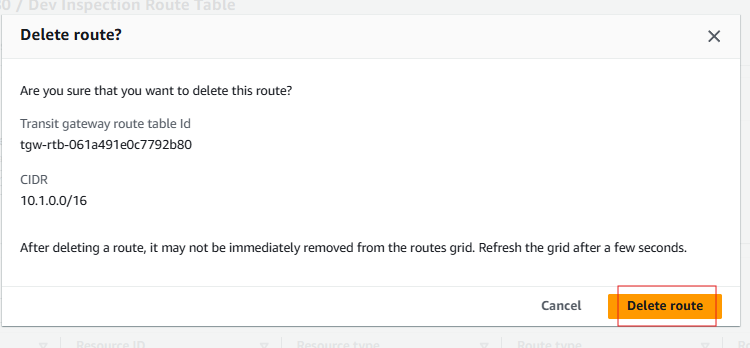 80 / Dev Inspection Route Table
Delete route?
Are you sure that you want to delete this route?
Transit gateway route table Id
tgw-rtb-061a491e0c7792b80
CIDR
10.1.0.0/16
After deleting a route, it may not be immediately removed from the routes grid. Refresh the grid after a few seconds.
Cancel
Delete route
Resource ID
Resource type
Route type